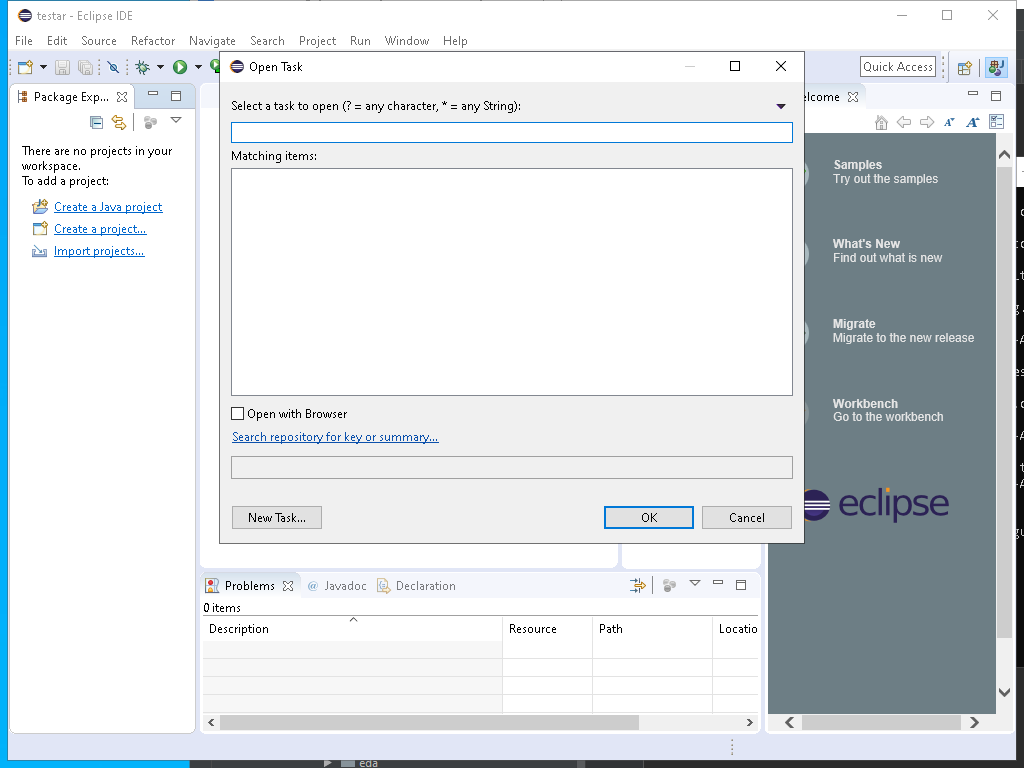 testar - Eclipse IDE
File Edit Source Refactor Navigate Search Project Run Window Help
Quick Access
Package Exp...
There are no projects in your
workspace.
To add a project:
Create a Java project
Create a project...
Import projects...
Open Task
Select a task to open (? = any character, * = any String):
Matching items:
Open with Browser
Search repository for key or summary...
New Task...
OK
Cancel
elcome
Samples
Try out the samples
What's New
Find out what is new
Migrate
Migrate to the new release
Workbench
Go to the workbench
eclipse
Problems
@ Javadoc
Declaration
0 items
Description Resource Path Locatio
eda